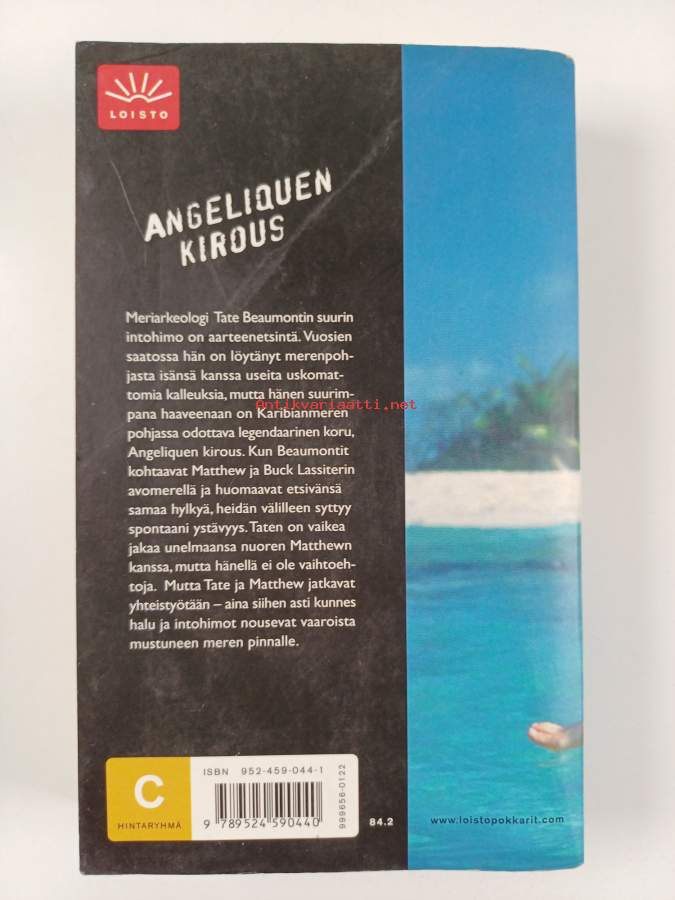 LOISTO
ANGELIQUEN
KIROUS
Meriarkeologi Tate Beaumontin suurin
intohimo on aarteenetsintä. Vuosien
saatossa hän on löytänyt merenpoh-
jasta isänsä kanssa useita uskomat-
tomia kalleuksia, mutta hänen suurim-
pana haaveenaan on Karibianmeren
pohjassa odottava legendaarinen koru,
Angeliquen kirous. Kun Beaumontit
kohtaavat Matthew ja Buck Lassiterin
avomerellä ja huomaavat etsivänsä
samaa hylkyä, heidän välilleen syttyy
spontaani ystävyys. Taten on vaikea
jakaa unelmaansa nuoren Matthewn
kanssa, mutta hänellä ei ole vaihtoeh-
toja. Mutta Tate ja Matthew jatkavat
yhteistyötään – aina siihen asti kunnes
halu ja intohimot nousevat vaaroista
mustuneen meren pinnalle.
Antikvariaatti.net
C
HINTARYHMÄ
ISBN 952-459-044-1
9 789524 590440
999656-0122
84.2
www.loistopokkarit.com